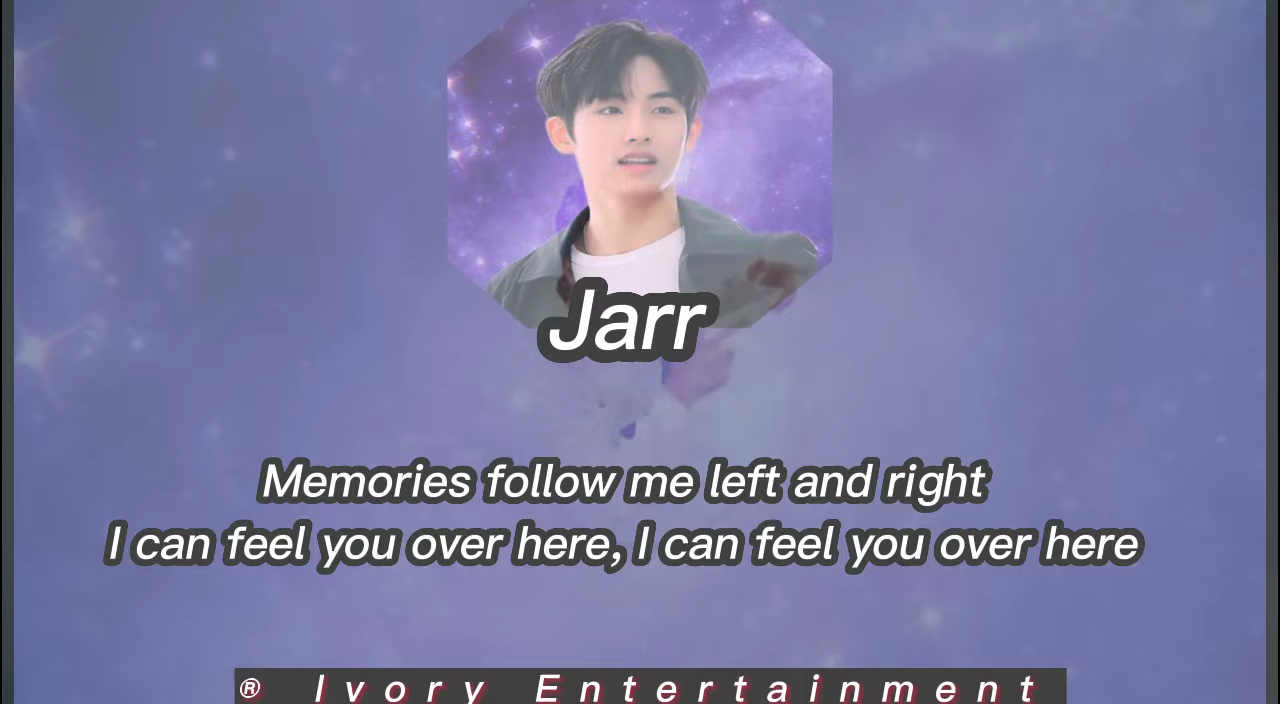 Jarr
Memories follow me left and right
I can feel you over here, I can feel you over here
® Ivory Entertainment